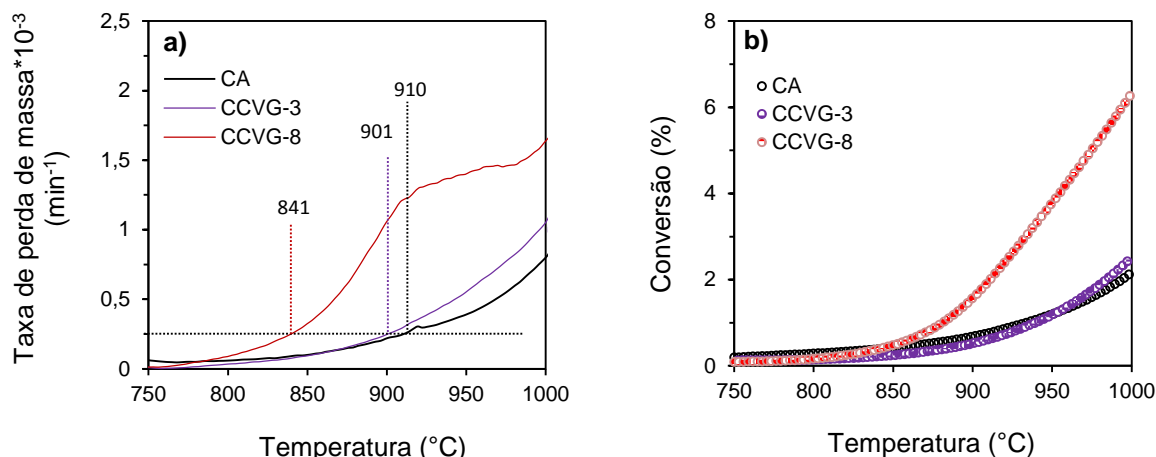 Taxa de perda de massa*10⁻³
(min⁻¹)
2,5
2
1,5
1
0,5
0
a)
CA
CCVG-3
CCVG-8
910
901
841
750
800
850
900
950
1000
Temperatura (°C)
Conversão (%)
8
6
4
2
0
b)
CA
CCVG-3
CCVG-8
750
800
850
900
950
1000
Temperatura (°C)